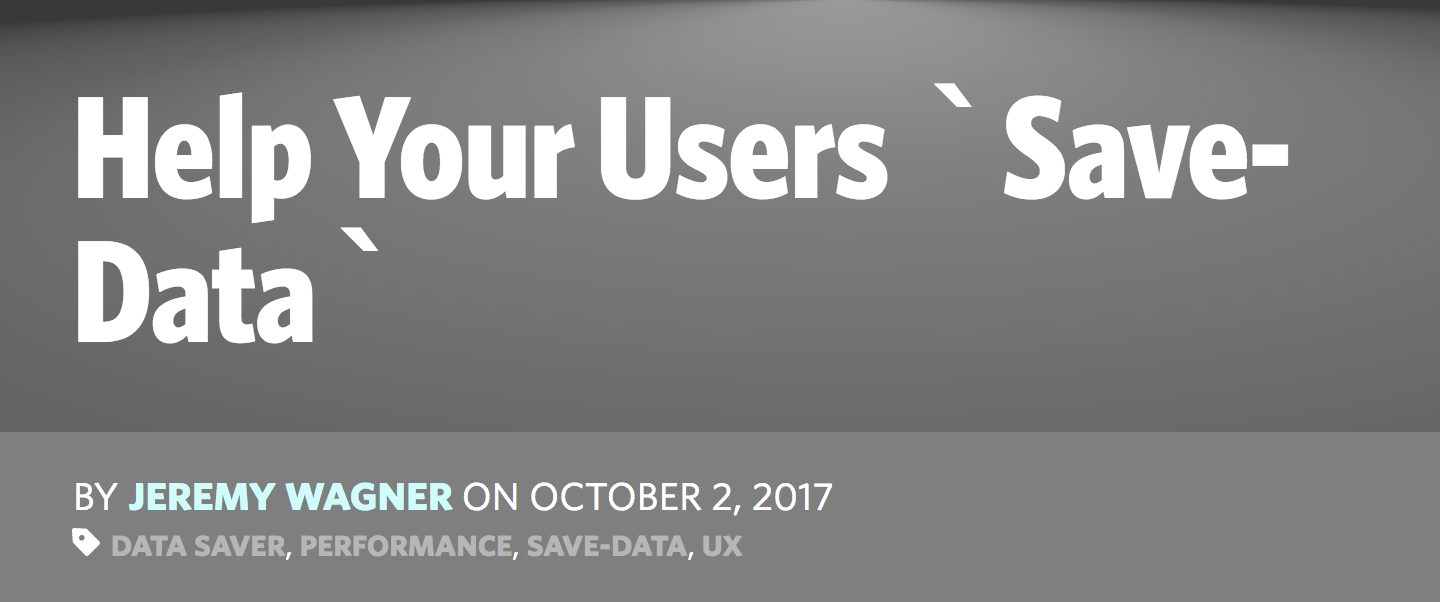 Help Your Users `Save-
Data`
BY JEREMY WAGNER ON OCTOBER 2, 2017
DATA SAVER, PERFORMANCE, SAVE-DATA, UX